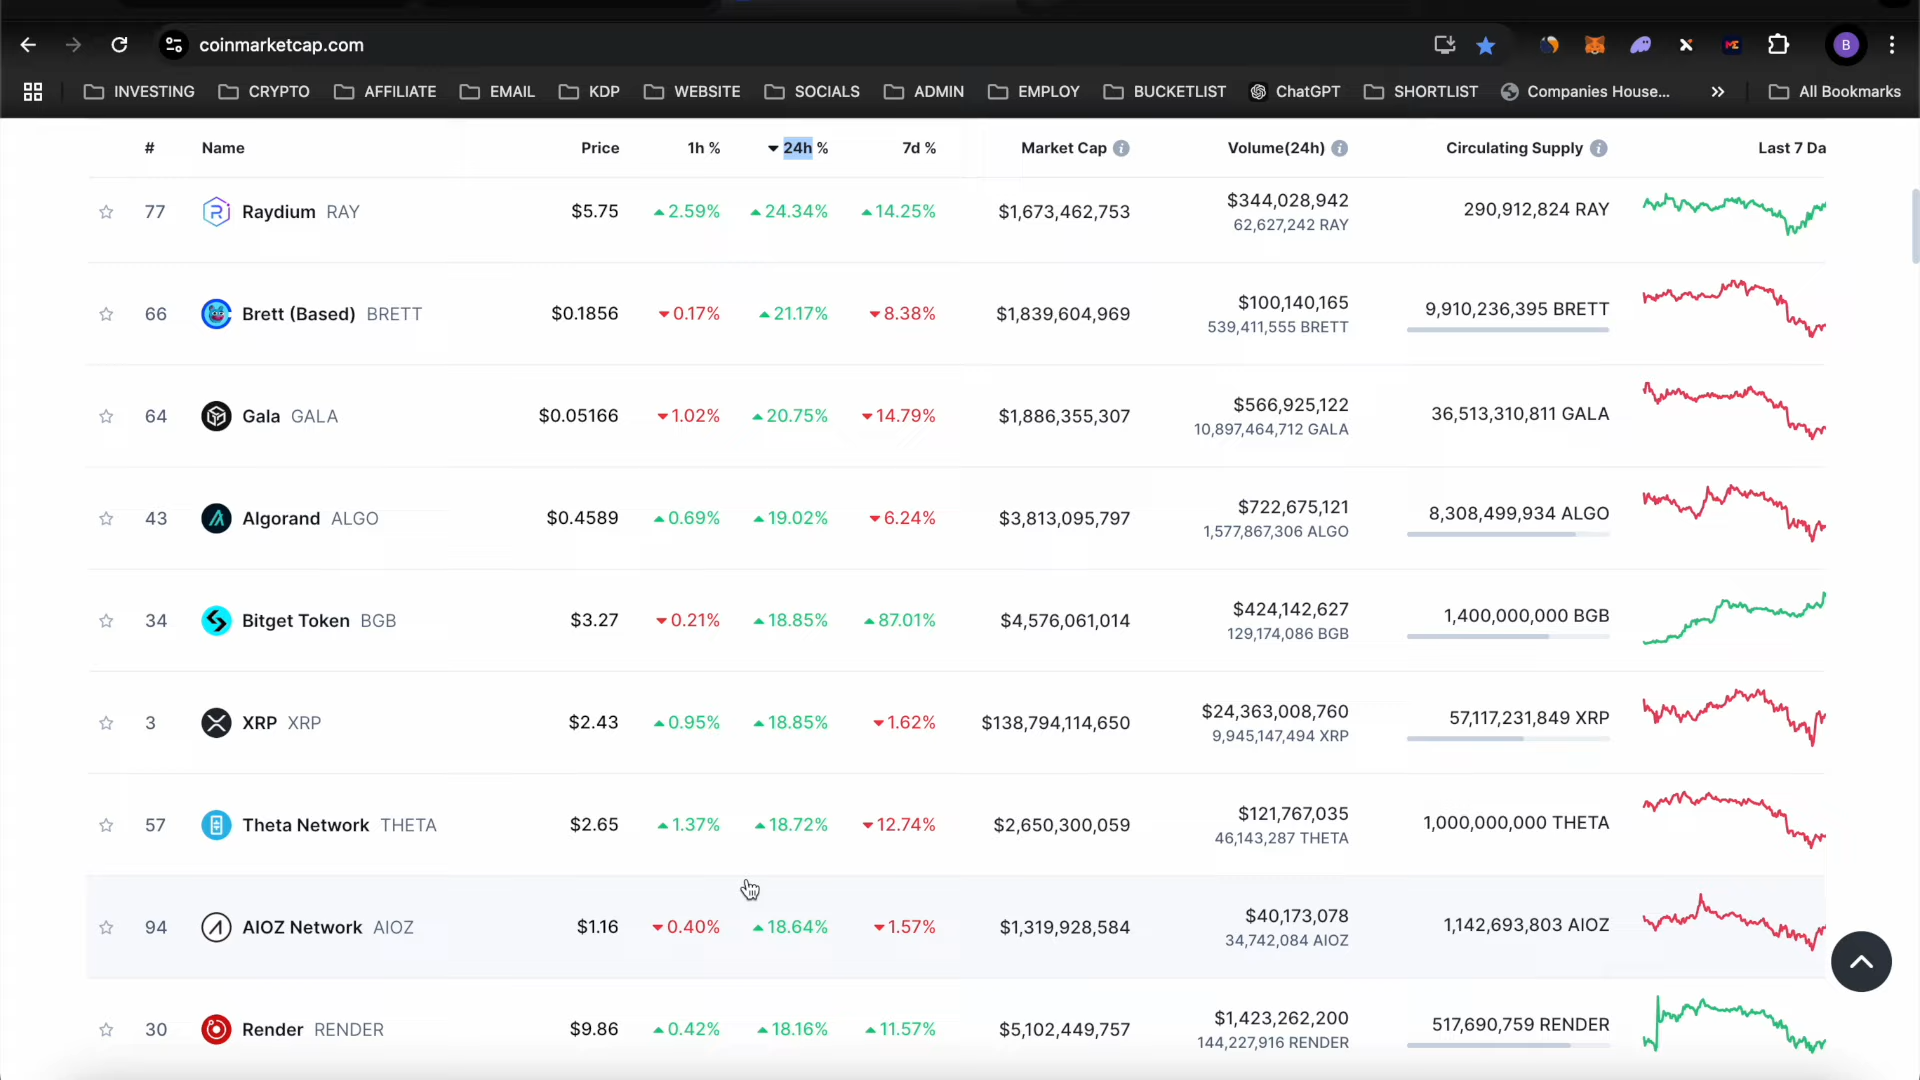 coinmarketcap.com
B
INVESTING CRYPTO AFFILIATE EMAIL KDP WEBSITE SOCIALS ADMIN EMPLOY BUCKETLIST ChatGPT SHORTLIST Companies House... » All Bookmarks
# Name Price 1h % 24h % 7d % Market Cap Volume(24h) Circulating Supply Last 7 Da
77 Raydium RAY $5.75 2.59% 24.34% 14.25% $1,673,462,753 $344,028,942 290,912,824 RAY
62,627,242 RAY
66 Brett (Based) BRETT $0.1856 0.17% 21.17% 8.38% $1,839,604,969 $100,140,165 9,910,236,395 BRETT
539,411,555 BRETT
64 Gala GALA $0.05166 1.02% 20.75% 14.79% $1,886,355,307 $566,925,122 36,513,310,811 GALA
10,897,464,712 GALA
43 Algorand ALGO $0.4589 0.69% 19.02% 6.24% $3,813,095,797 $722,675,121 8,308,499,934 ALGO
1,577,867,306 ALGO
34 Bitget Token BGB $3.27 0.21% 18.85% 87.01% $4,576,061,014 $424,142,627 1,400,000,000 BGB
129,174,086 BGB
3 XRP XRP $2.43 0.95% 18.85% 1.62% $138,794,114,650 $24,363,008,760 57,117,231,849 XRP
9,945,147,494 XRP
57 Theta Network THETA $2.65 1.37% 18.72% 12.74% $2,650,300,059 $121,767,035 1,000,000,000 THETA
46,143,287 THETA
94 AIOZ Network AIOZ $1.16 0.40% 18.64% 1.57% $1,319,928,584 $40,173,078 1,142,693,803 AIOZ
34,742,084 AIOZ
30 Render RENDER $9.86 0.42% 18.16% 11.57% $5,102,449,757 $1,423,262,200 517,690,759 RENDER
144,227,916 RENDER